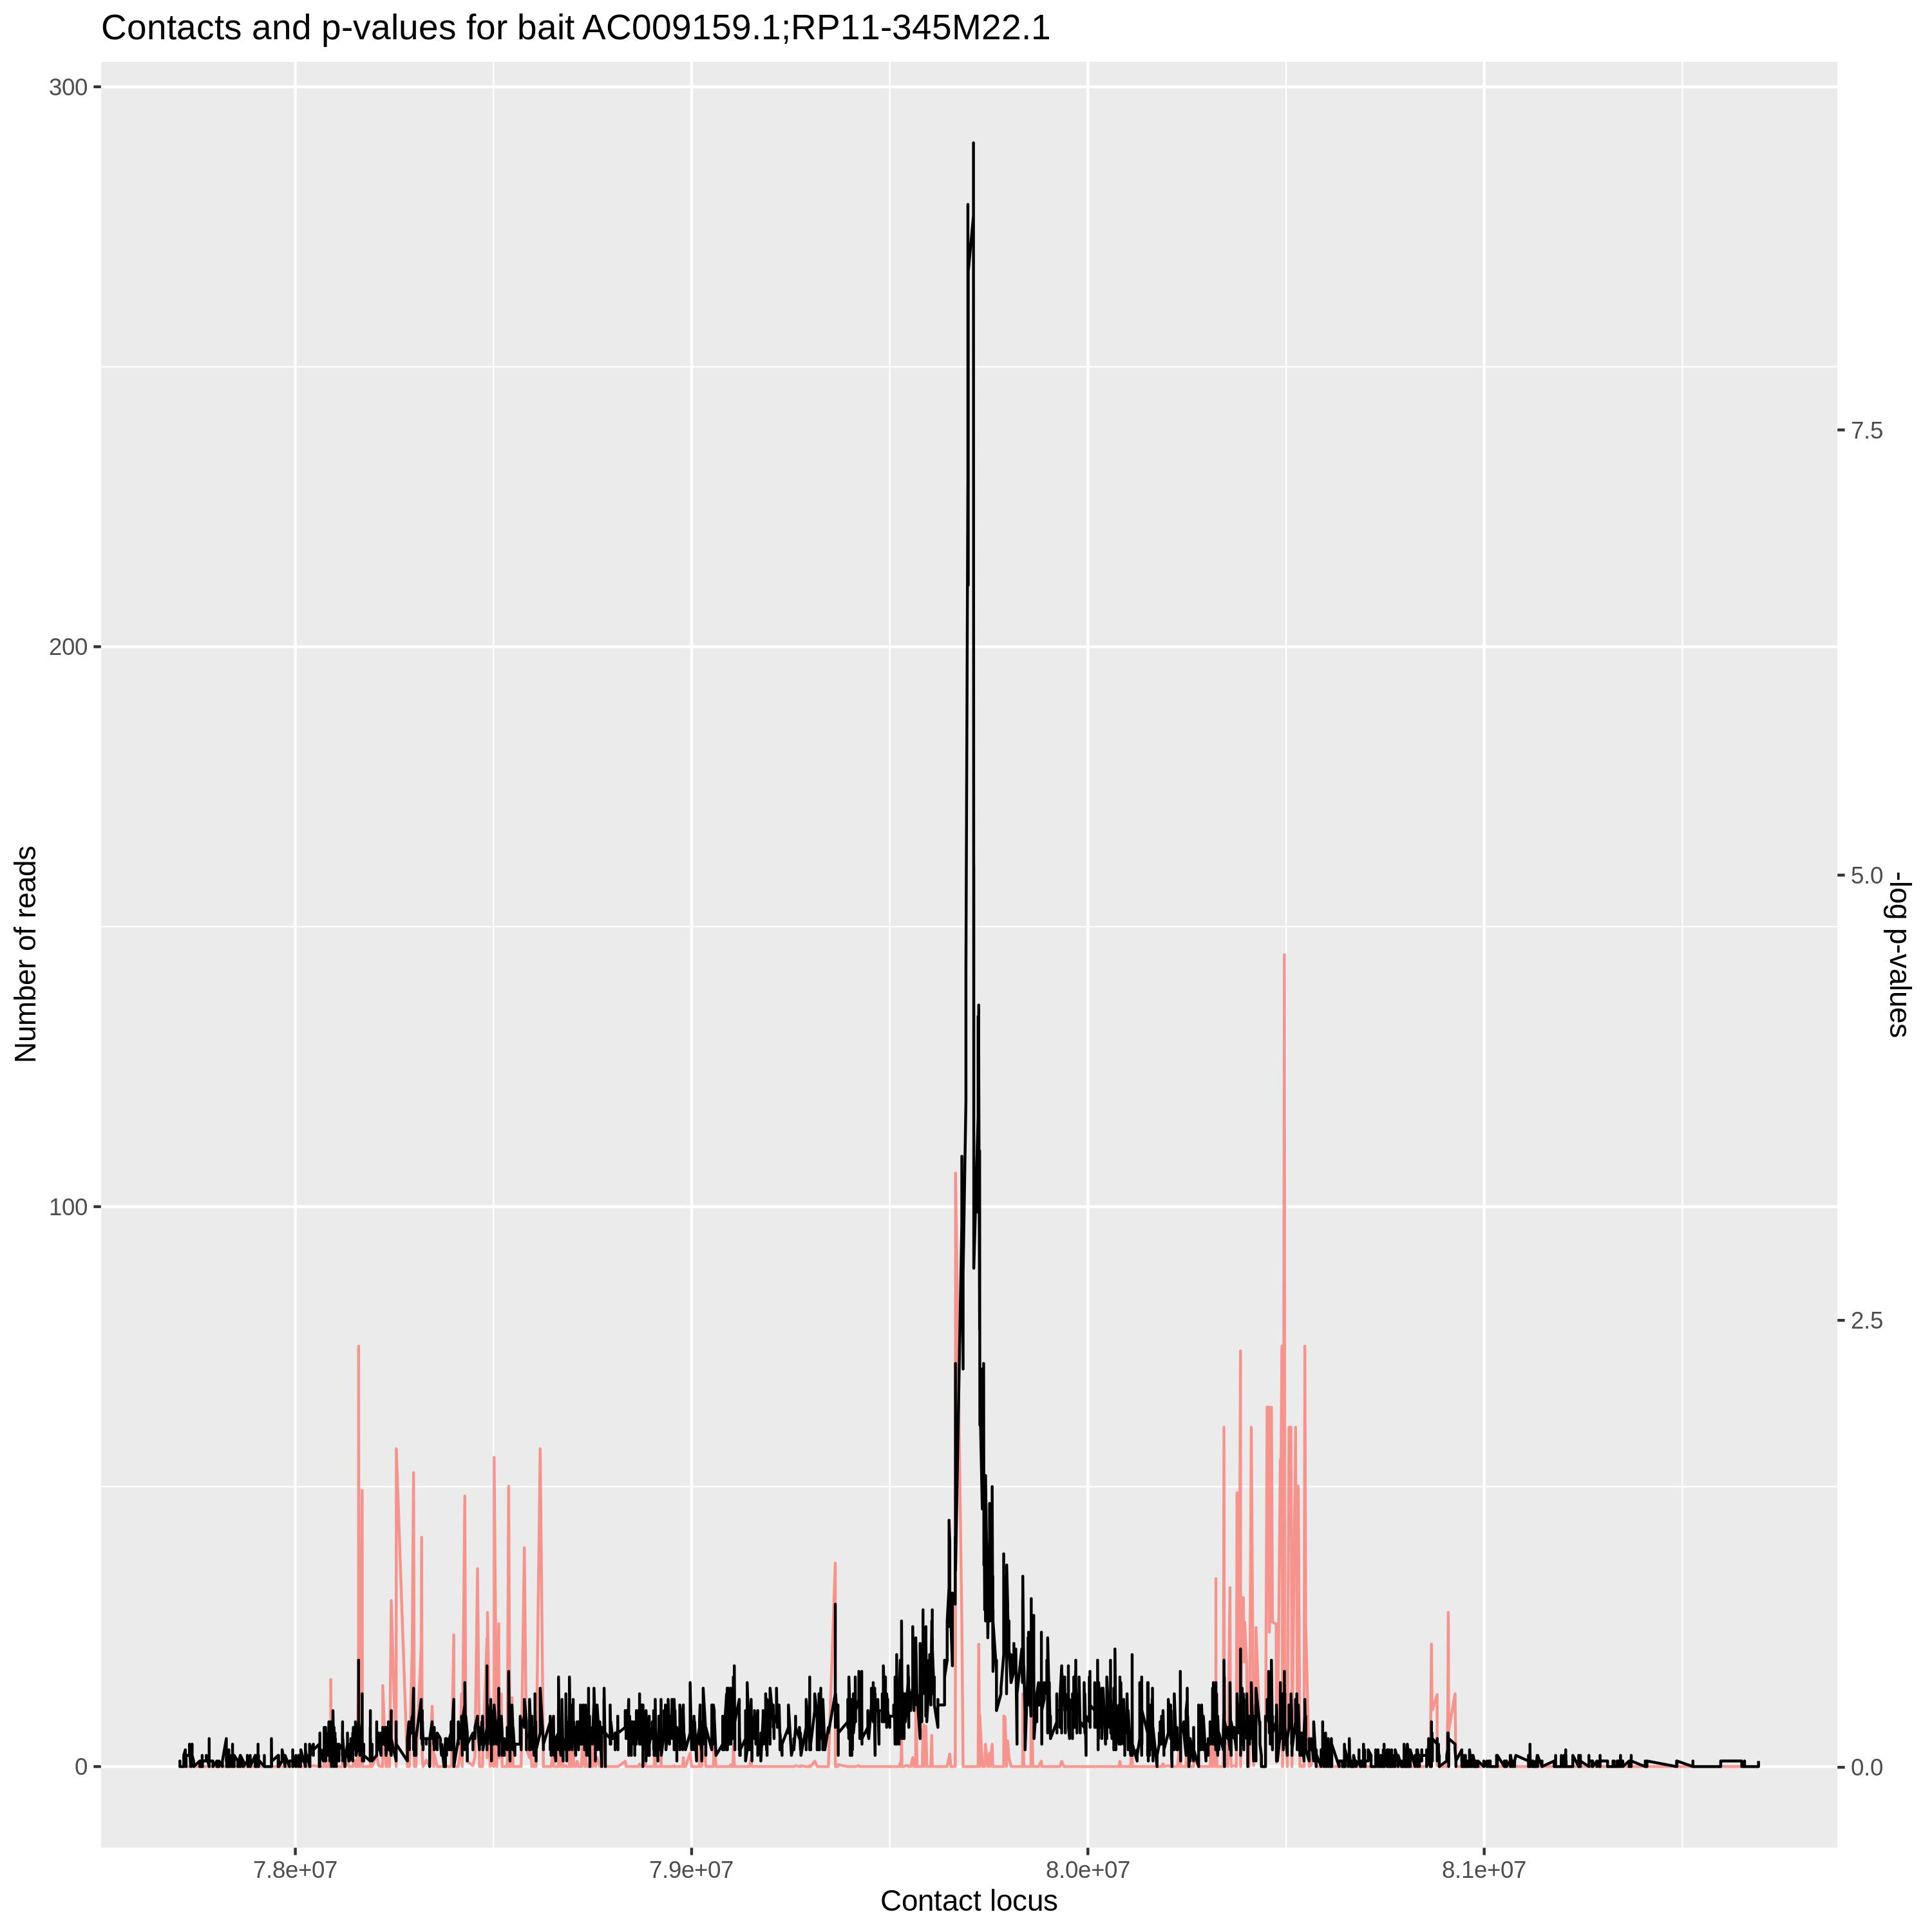 Contacts and p-values for bait AC009159.1;RP11-345M22.1
300
200
100
0
Number of reads
7.5
5.0
2.5
0.0
-log p-values
7.8e+07
7.9e+07
8.0e+07
8.1e+07
Contact locus